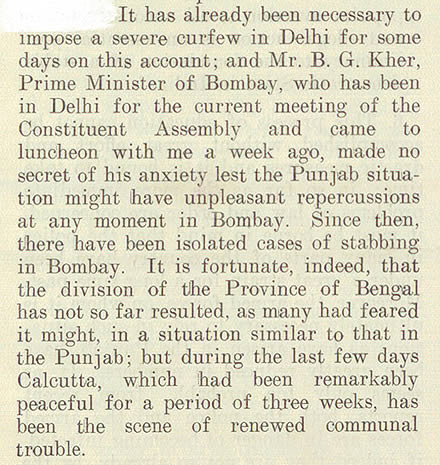 It has already been necessary to
impose a severe curfew in Delhi for some
days on this account; and Mr. B. G. Kher,
Prime Minister of Bombay, who has been
in Delhi for the current meeting of the
Constituent Assembly and came to
luncheon with me a week ago, made no
secret of his anxiety lest the Punjab situa-
tion might have unpleasant repercussions
at any moment in Bombay. Since then,
there have been isolated cases of stabbing
in Bombay. It is fortunate, indeed, that
the division of the Province of Bengal
has not so far resulted, as many had feared
it might, in a situation similar to that in
the Punjab; but during the last few days
Calcutta, which had been remarkably
peaceful for a period of three weeks, has
been the scene of renewed communal
trouble.